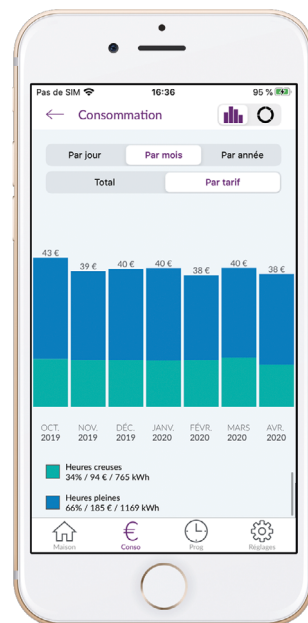 Pas de SIM 16:36 95 %
Consommation
Par jour Par mois Par année
Total Par tarif
43 € 39 € 40 € 40 € 38 € 40 € 38 €
OCT. NOV. DÉC. JANV. FÉVR. MARS AVR.
2019 2019 2019 2020 2020 2020 2020
Heures creuses
34% / 94 € / 765 kWh
Heures pleines
66% / 185 € / 1169 kWh
€
Maison Conso Prog Réglages